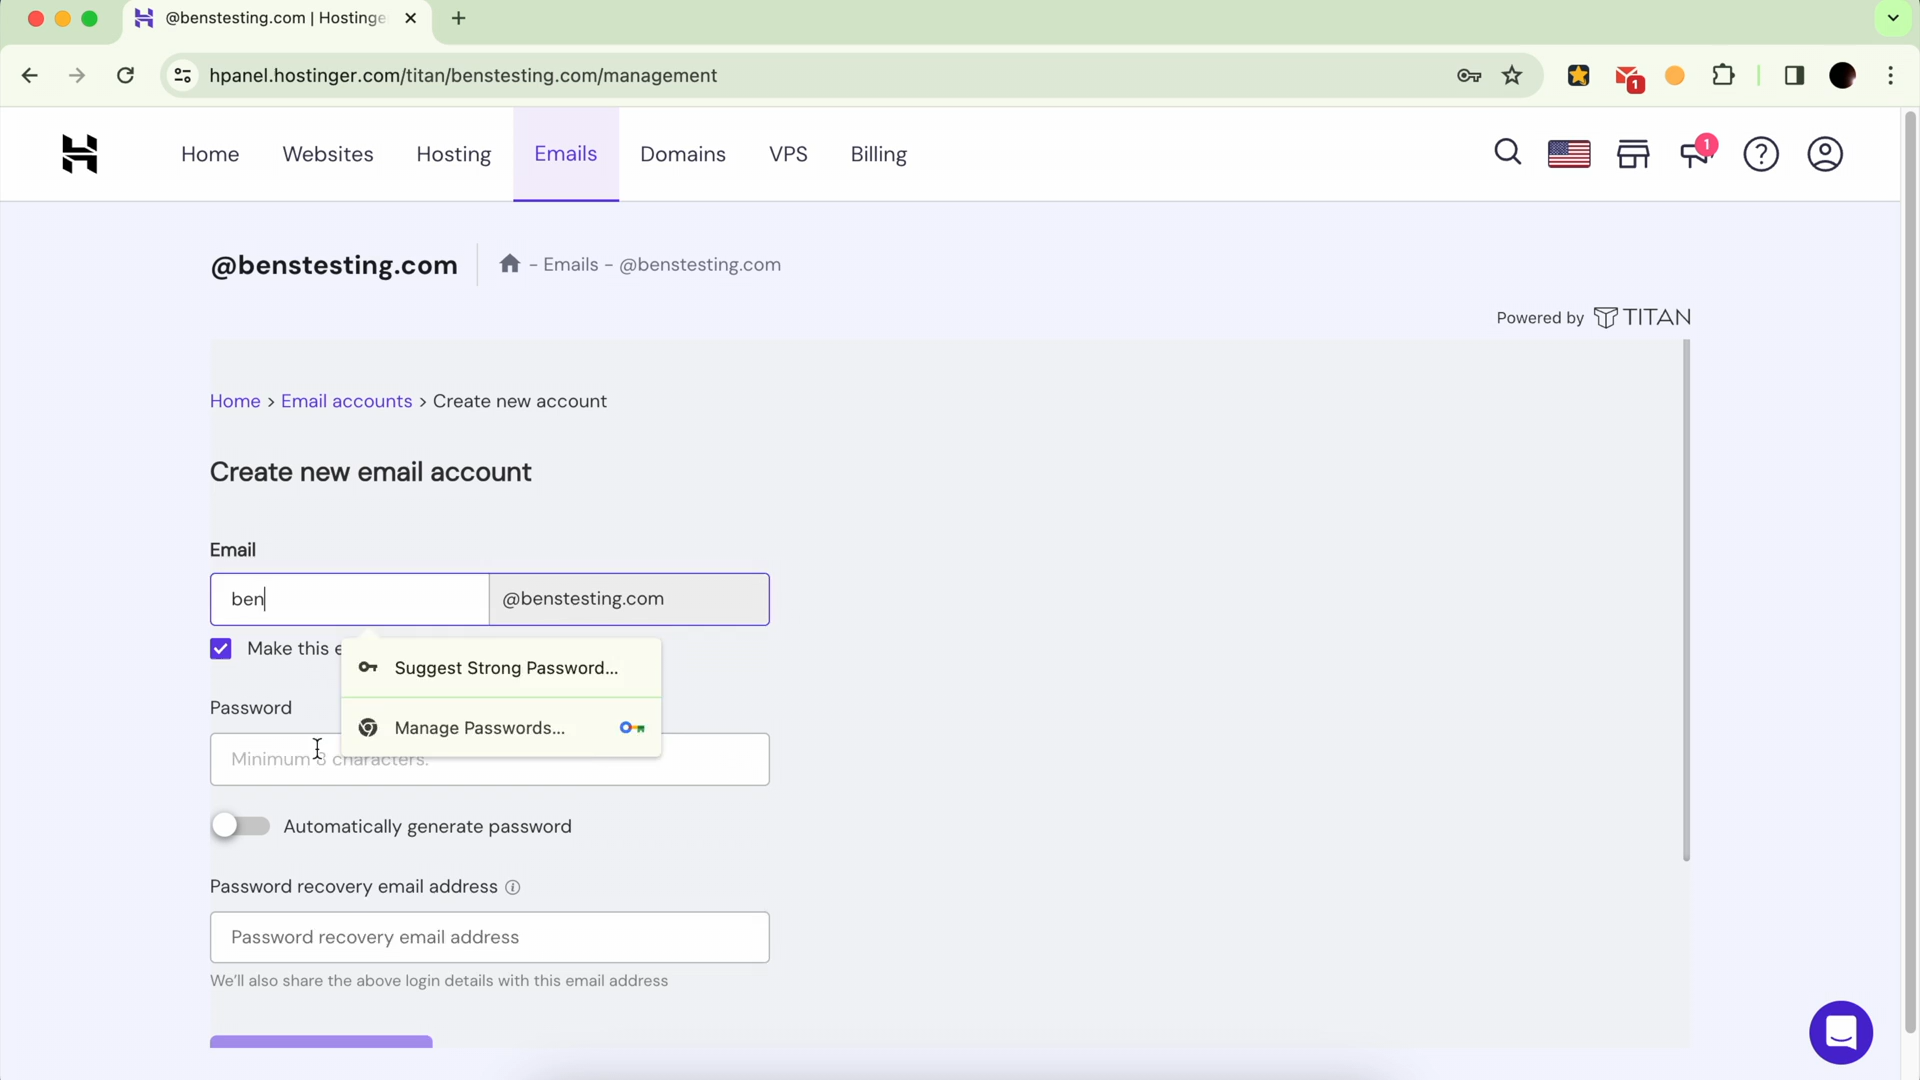 @benstesting.com | Hostinge
hpanel.hostinger.com/titan/benstesting.com/management
1
Home Websites Hosting Emails Domains VPS Billing
1
@benstesting.com
- Emails - @benstesting.com
Powered by TITAN
Home > Email accounts > Create new account
Create new email account
Email
ben @benstesting.com
Make this e
Suggest Strong Password...
Password
Manage Passwords...
Minimum 8 characters.
Automatically generate password
Password recovery email address
Password recovery email address
We'll also share the above login details with this email address